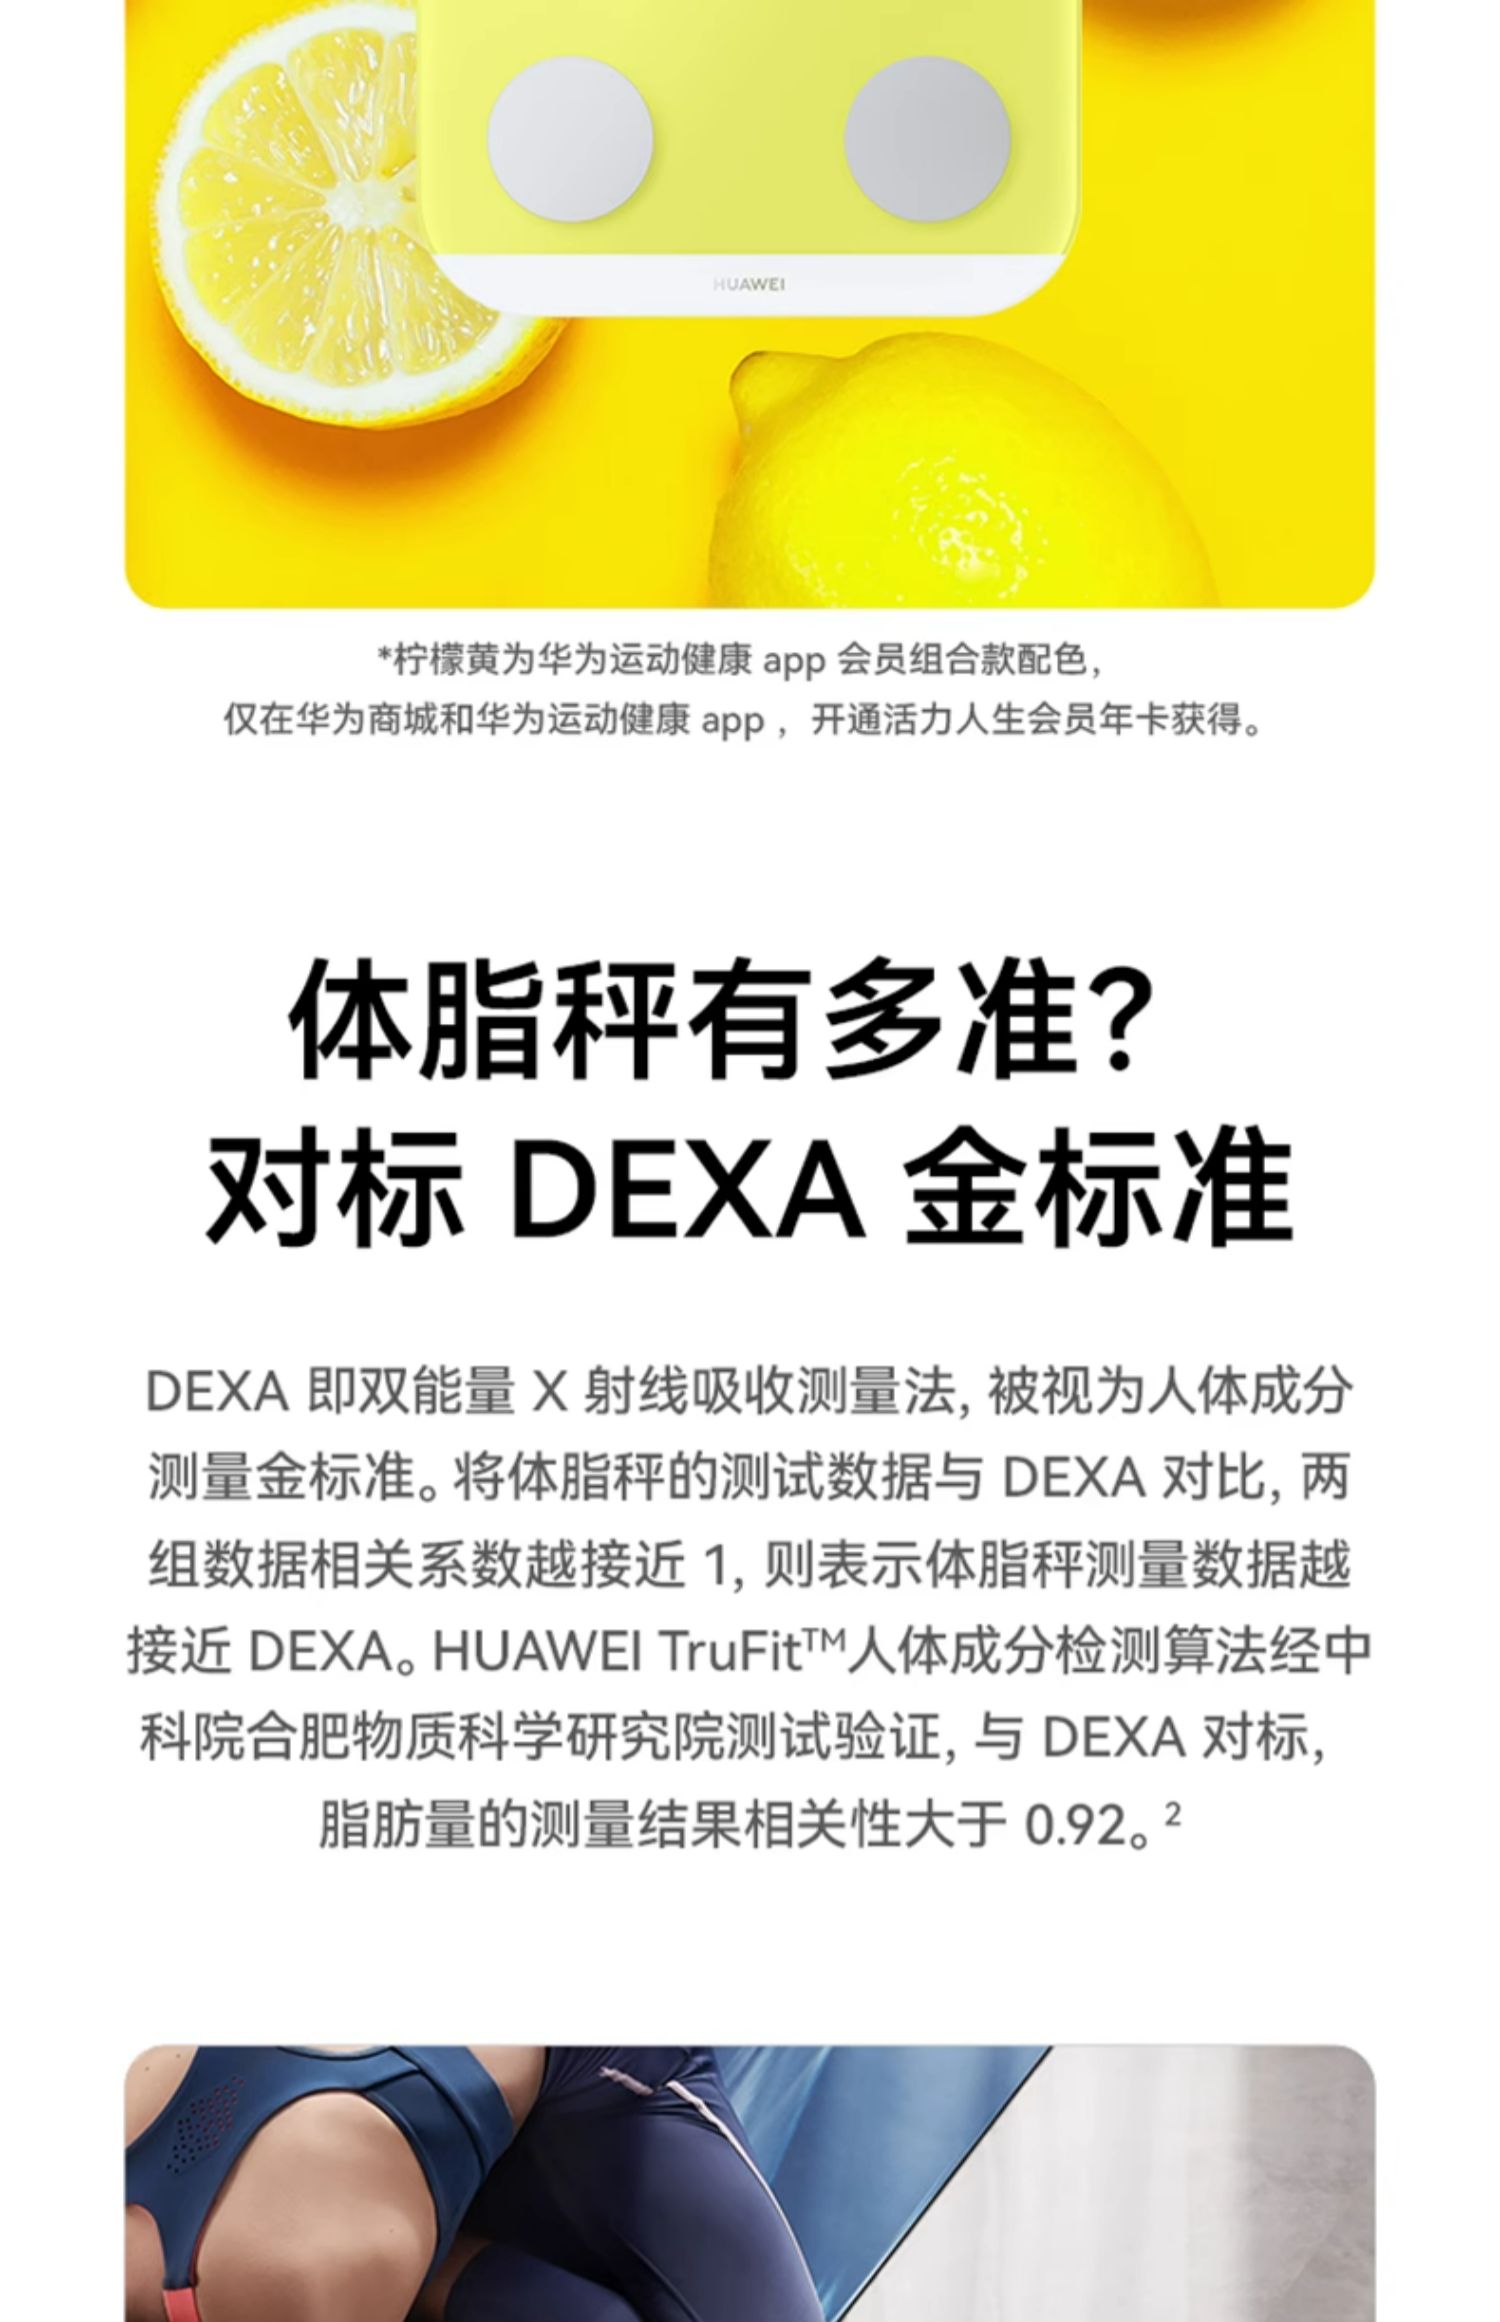 HUAWEI
*柠檬黄为华为运动健康 app 会员组合款配色，
仅在华为商城和华为运动健康 app ，开通活力人生会员年卡获得。
体脂秤有多准？
对标 DEXA 金标准
DEXA 即双能量 X 射线吸收测量法，被视为人体成分
测量金标准。将体脂秤的测试数据与 DEXA 对比，两
组数据相关系数越接近 1，则表示体脂秤测量数据越
接近 DEXA。HUAWEI TruFit™人体成分检测算法经中
科院合肥物质科学研究院测试验证，与 DEXA 对标，
脂肪量的测量结果相关性大于 0.92。²